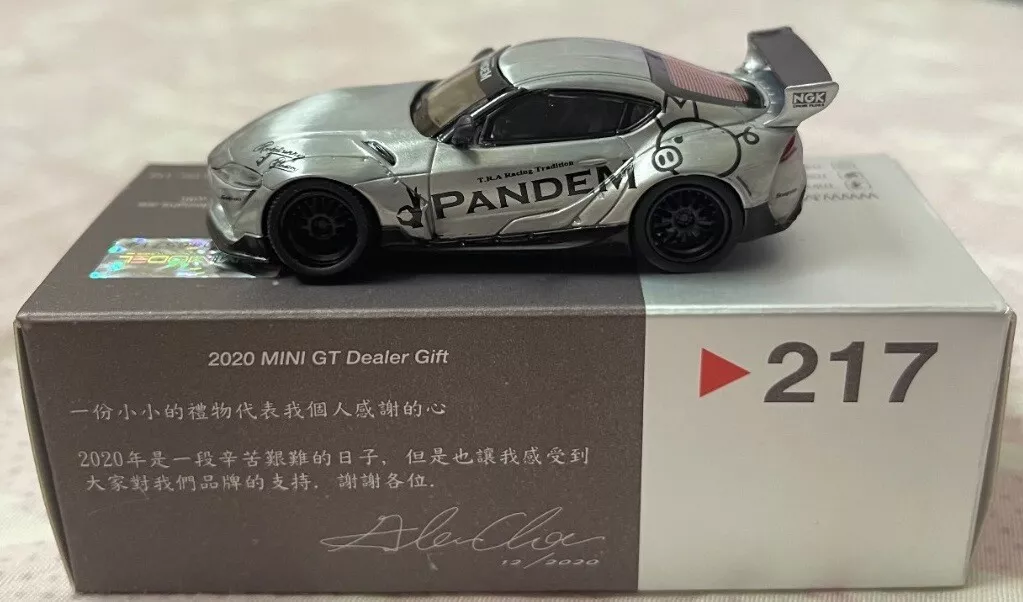 NGK
T.R.A Racing Tradition
PANDEM
2020 MINI GT Dealer Gift
217
一份小小的禮物代表我個人感謝的心
2020年是一段辛苦艱難的日子, 但是也讓我感受到
大家對我們品牌的支持. 謝謝各位.
12/2020